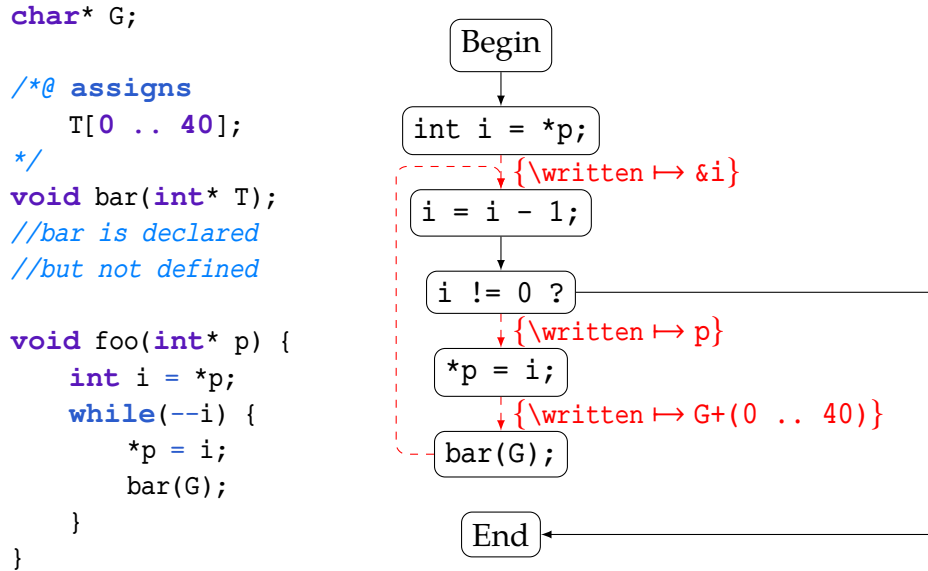 char* G;
/*@ assigns
T[0 .. 40];
*/
void bar(int* T);
//bar is declared
//but not defined
void foo(int* p) {
int i = *p;
while(--i) {
*p = i;
bar(G);
}
}
Begin
int i = *p;
{\written ↦ &i}
i = i - 1;
i != 0 ?
{\written ↦ p}
*p = i;
{\written ↦ G+(0 .. 40)}
bar(G);
End